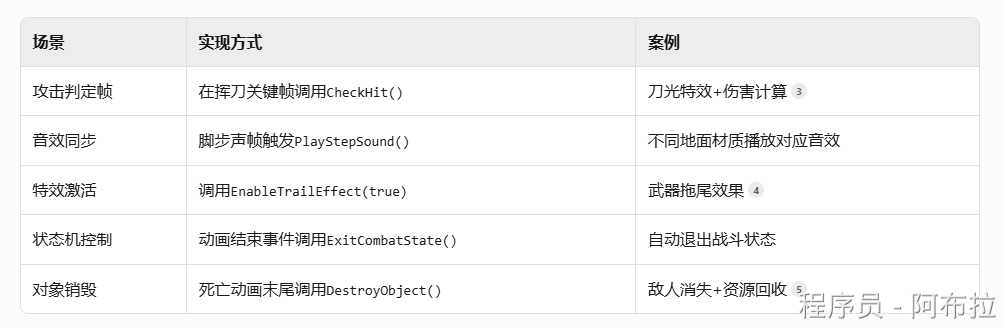 场景 实现方式 案例
攻击判定帧 在挥刀关键帧调用CheckHit() 刀光特效+伤害计算 3
音效同步 脚步声帧触发PlayStepSound() 不同地面材质播放对应音效
特效激活 调用EnableTrailEffect(true) 武器拖尾效果 4
状态机控制 动画结束事件调用ExitCombatState() 自动退出战斗状态
对象销毁 死亡动画末尾调用DestroyObject() 敌人消失+资源回收 5
程序员 - 阿布拉